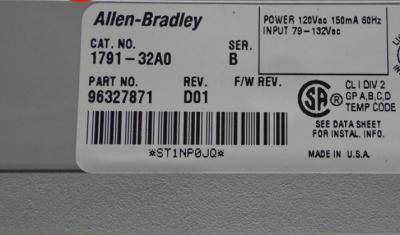 Allen-Bradley
POWER 120Vac 150mA 60Hz
INPUT 79-132Vac
CAT. NO. SER.
1791-32A0 B
PART NO. REV. F/W REV.
96327871 D01
SA
CL I DIV 2
GP A,B,C,D
TEMP CODE
SEE DATA SHEET
FOR INSTAL. INFO.
*ST1NP0JQ*
MADE IN U.S.A.